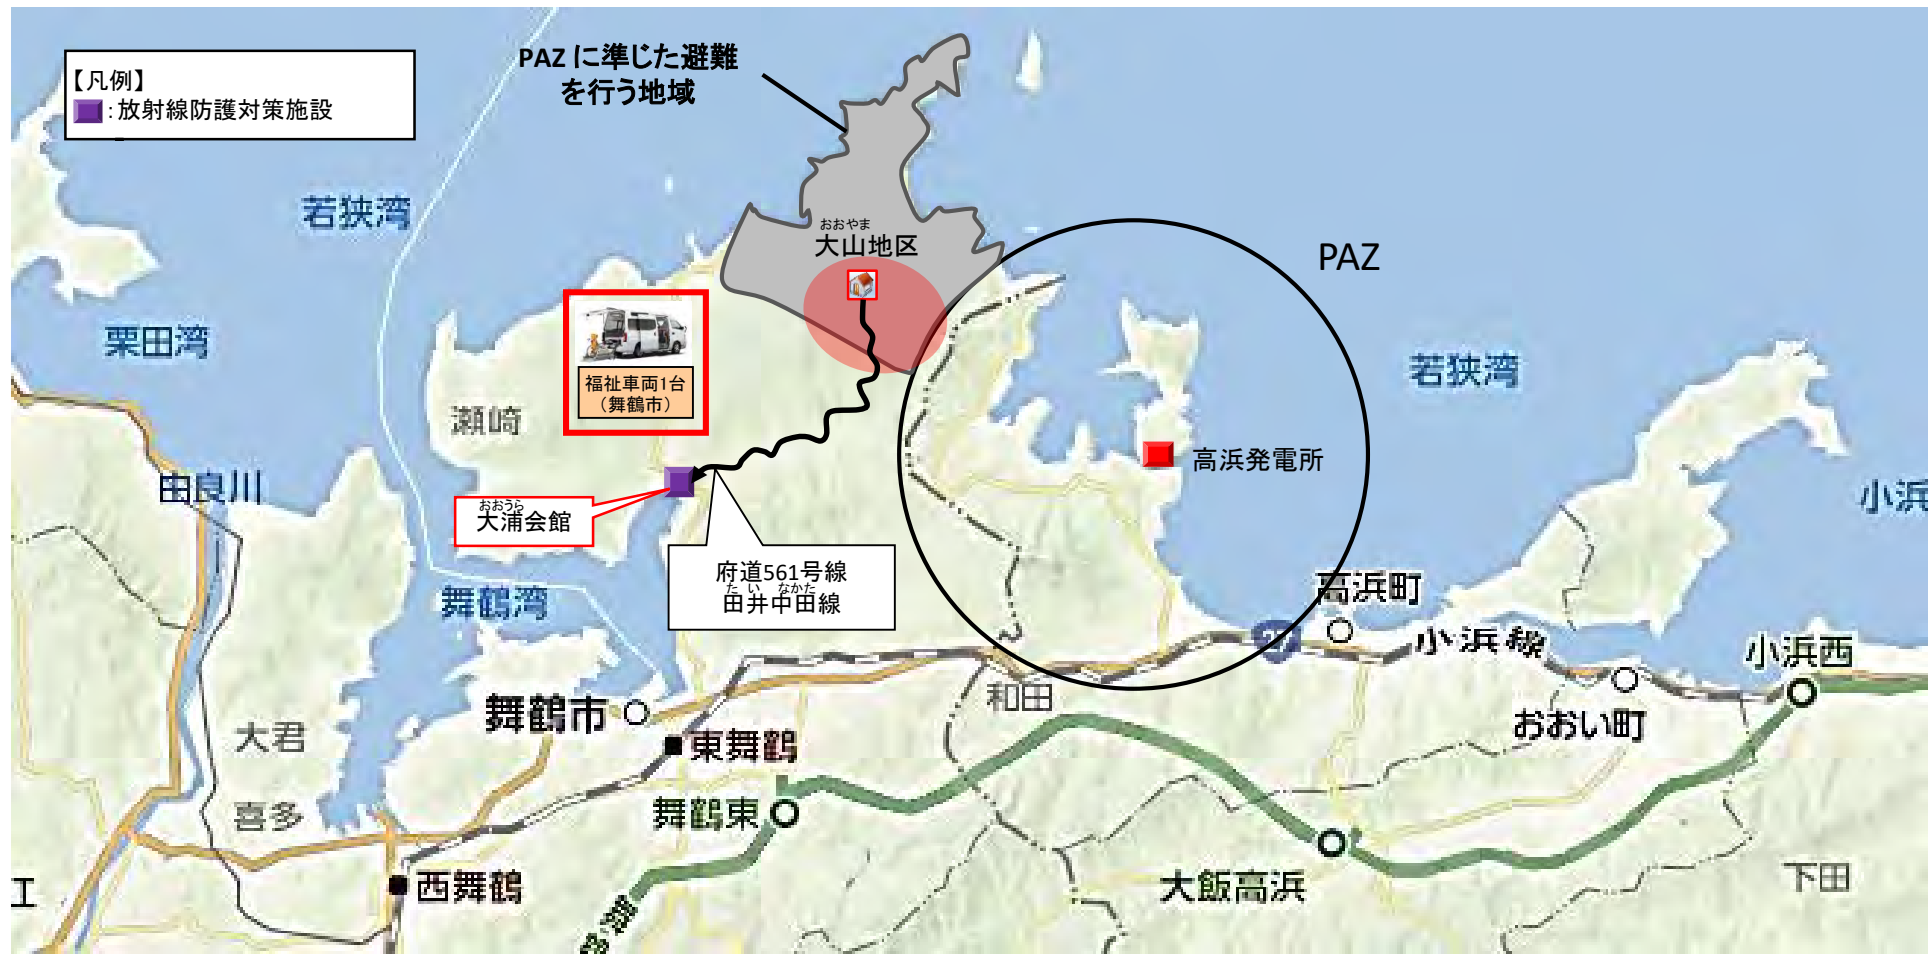 【凡例】
：放射線防護対策施設
PAZ に準じた避難
を行う地域
若狭湾
おおやま
大山地区
PAZ
栗田湾
福祉車両1台
（舞鶴市）
瀬崎
若狭湾
高浜発電所
由良川
おおうら
大浦会館
小浜
府道561号線
たい なかた
田井中田線
舞鶴湾
高浜町
27
小浜線
小浜西
和田
舞鶴市
おおい町
大君
東舞鶴
喜多
舞鶴東
大飯高浜
西舞鶴
下田
江